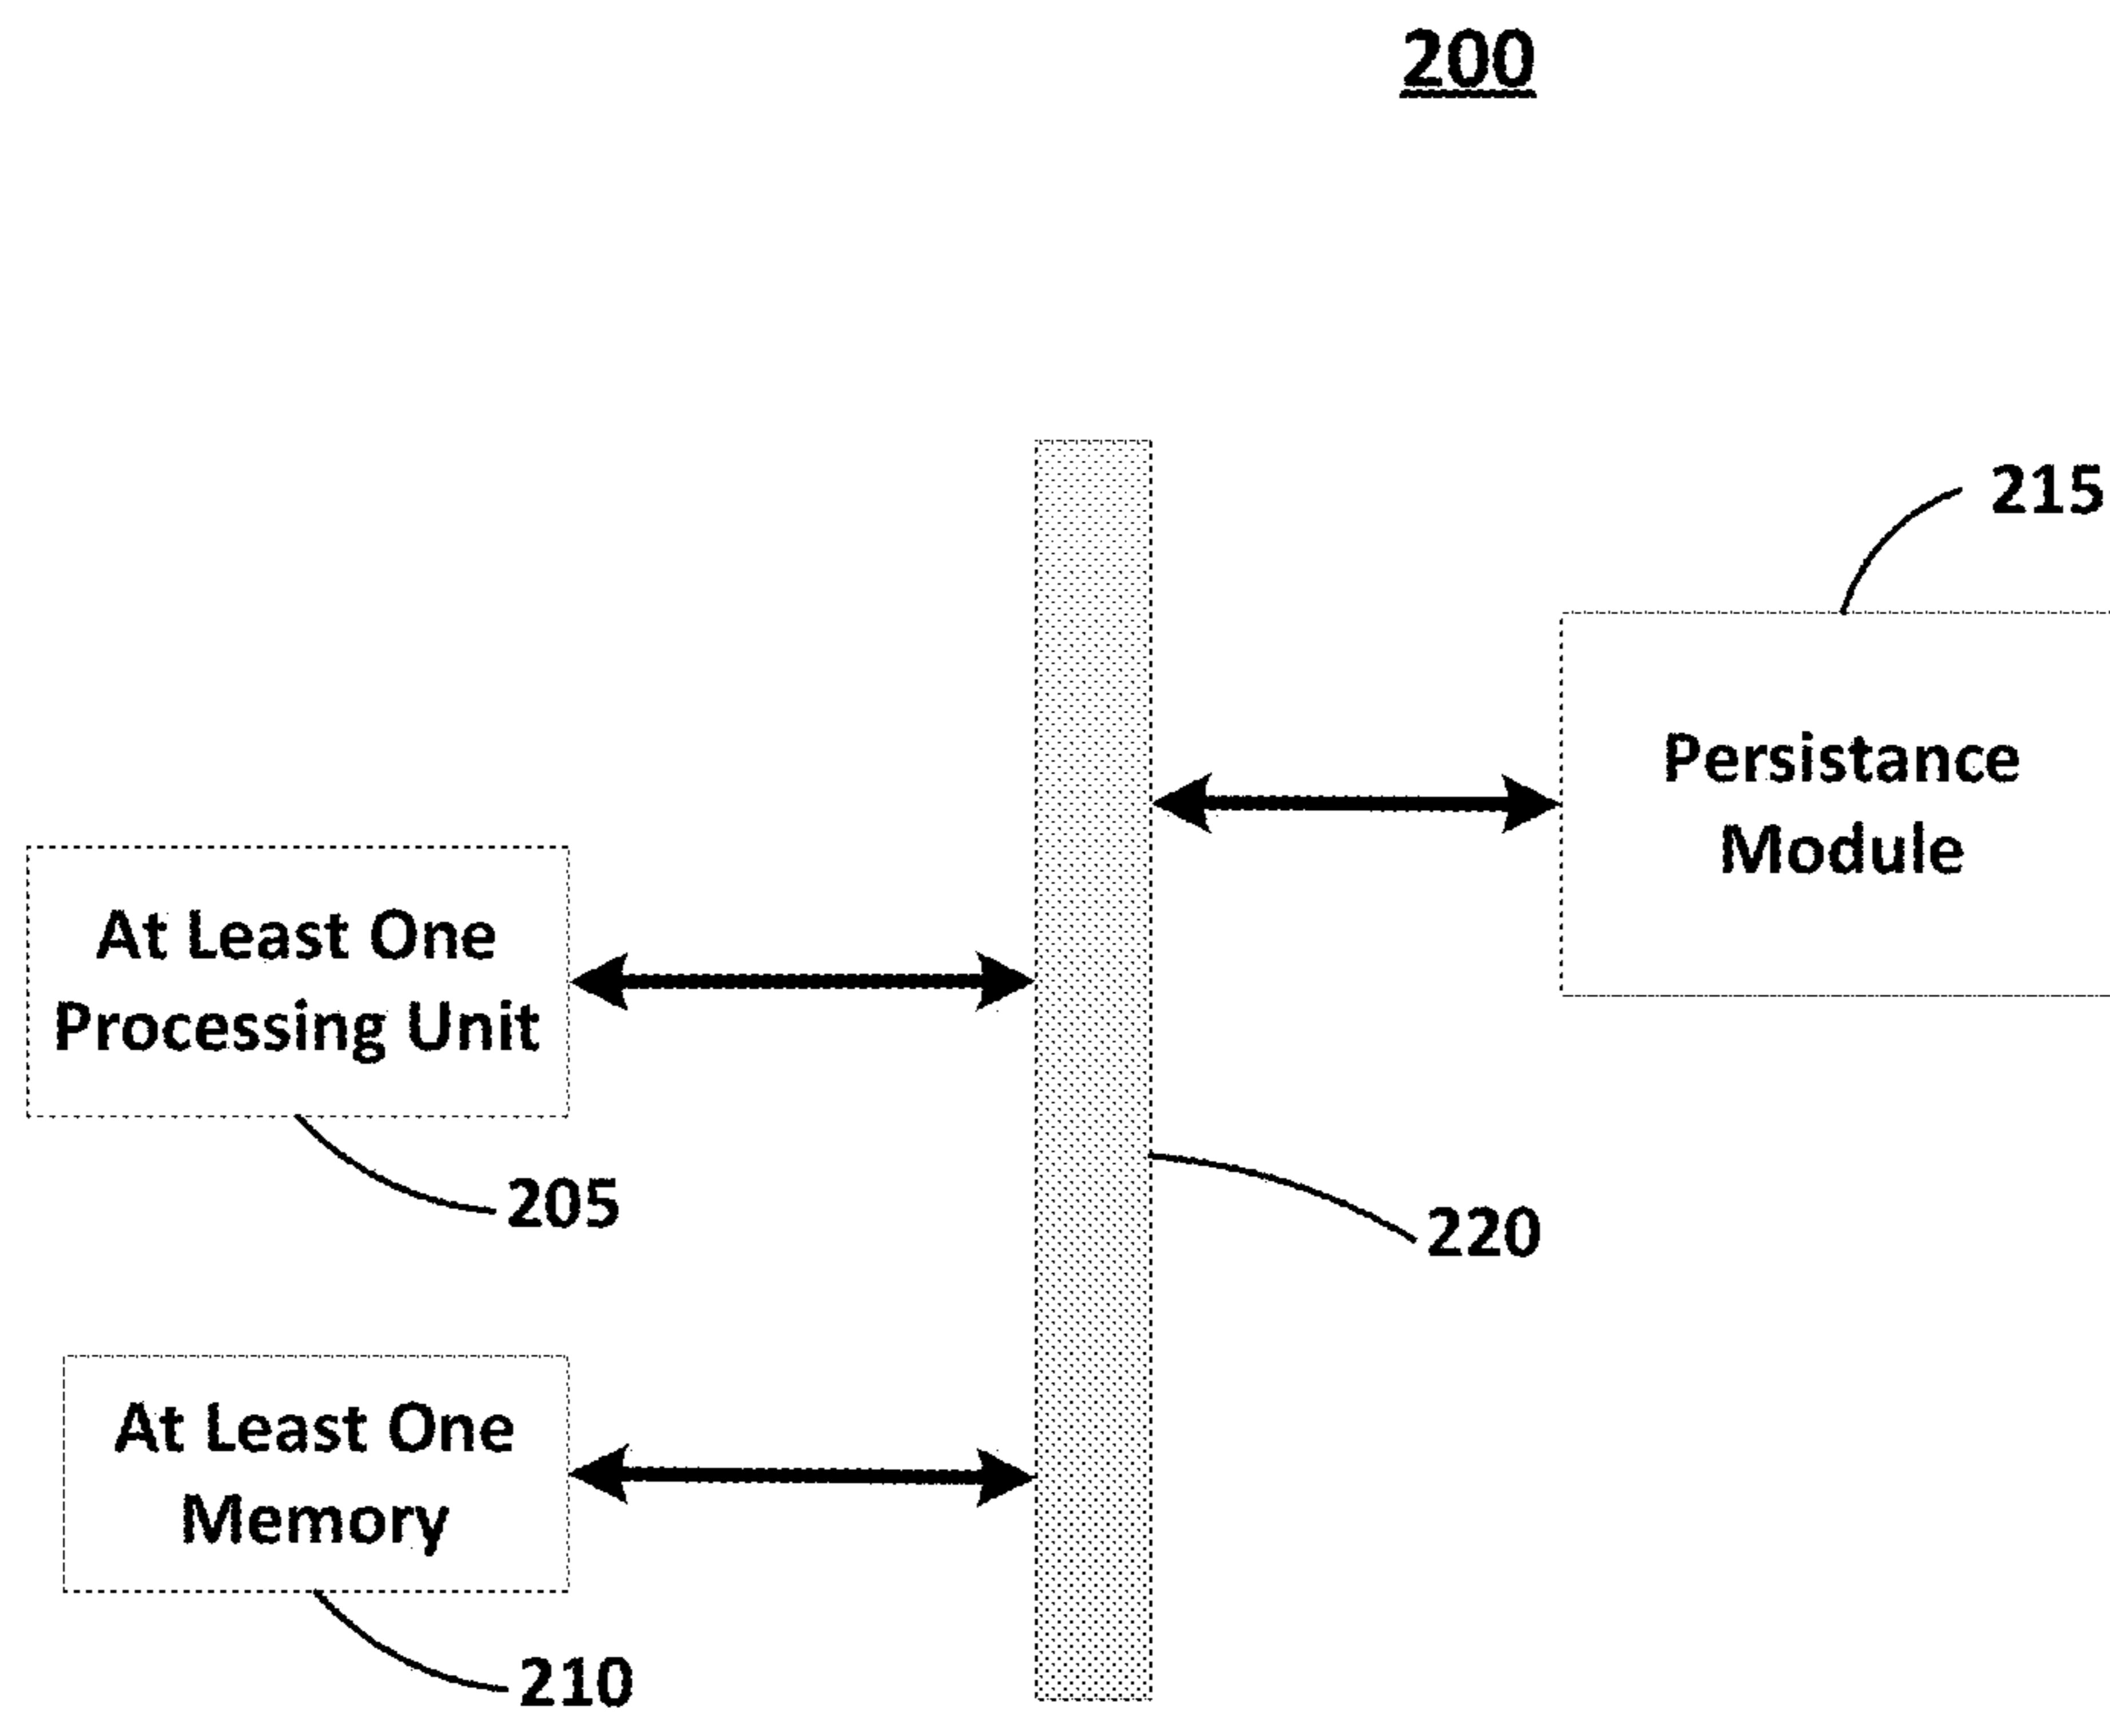 200
215
Persistance
Module
At Least One
Processing Unit
205
220
At Least One
Memory
210